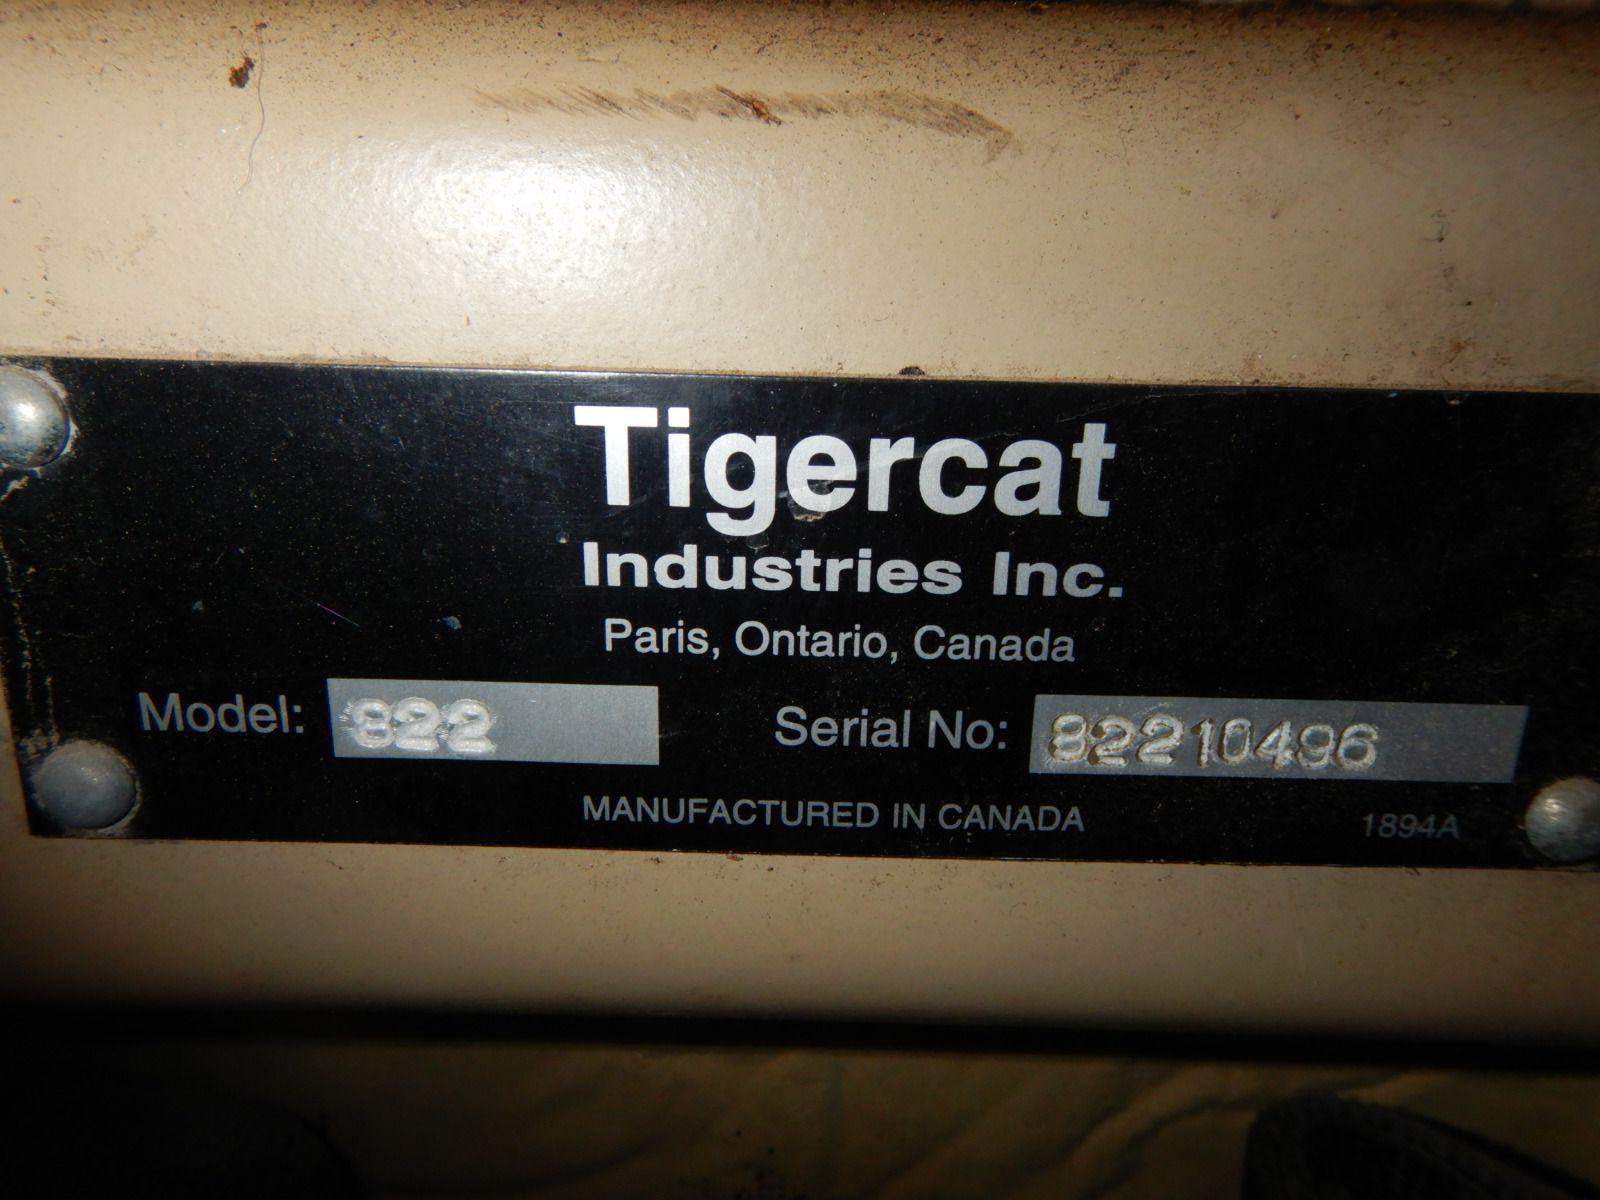 Tigercat
Industries Inc.
Paris, Ontario, Canada
Model: 822 Serial No: 82210496
MANUFACTURED IN CANADA 1894A